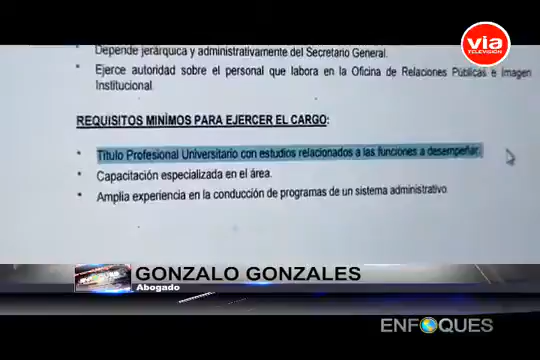 via
TELEVISIÓN
Depende jerárquica y administrativamente del Secretario General.
Ejerce autoridad sobre el personal que labora en la Oficina de Relaciones Públicas e Imagen
Institucional.
REQUISITOS MINÍMOS PARA EJERCER EL CARGO:
Título Profesional Universitario con estudios relacionados a las funciones a desempeñar.
Capacitación especializada en el área.
Amplia experiencia en la conducción de programas de un sistema administrativo
GONZALO GONZALES
Abogado
ENFOQUES